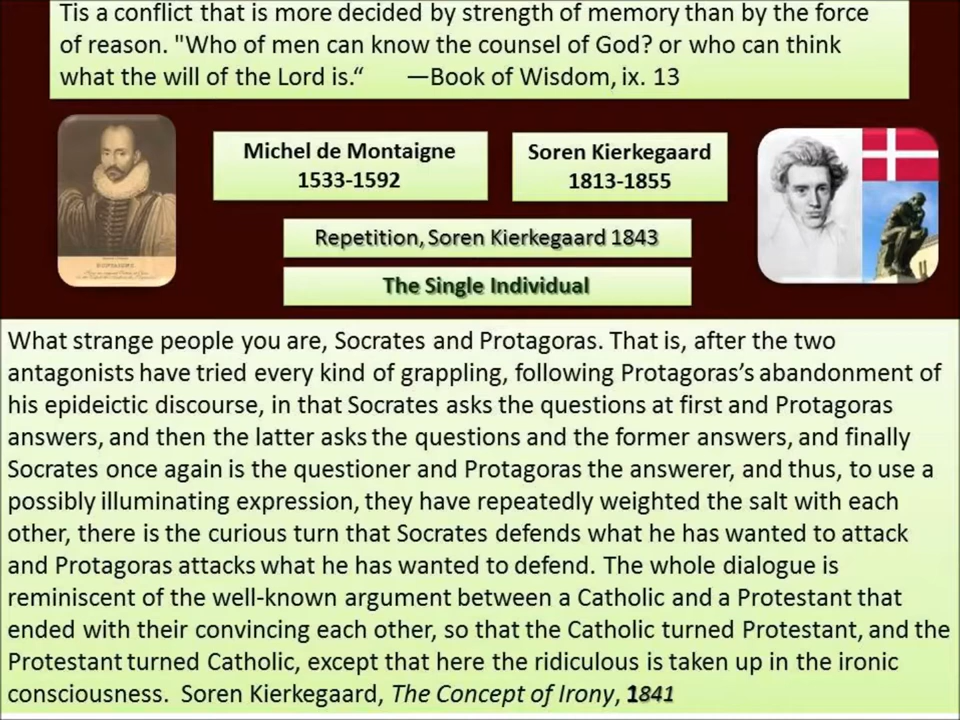 Tis a conflict that is more decided by strength of memory than by the force
of reason. "Who of men can know the counsel of God? or who can think
what the will of the Lord is.“ —Book of Wisdom, ix. 13
Michel de Montaigne
1533-1592
Soren Kierkegaard
1813-1855
Repetition, Soren Kierkegaard 1843
The Single Individual
What strange people you are, Socrates and Protagoras. That is, after the two
antagonists have tried every kind of grappling, following Protagoras’s abandonment of
his epideictic discourse, in that Socrates asks the questions at first and Protagoras
answers, and then the latter asks the questions and the former answers, and finally
Socrates once again is the questioner and Protagoras the answerer, and thus, to use a
possibly illuminating expression, they have repeatedly weighted the salt with each
other, there is the curious turn that Socrates defends what he has wanted to attack
and Protagoras attacks what he has wanted to defend. The whole dialogue is
reminiscent of the well-known argument between a Catholic and a Protestant that
ended with their convincing each other, so that the Catholic turned Protestant, and the
Protestant turned Catholic, except that here the ridiculous is taken up in the ironic
consciousness. Soren Kierkegaard, The Concept of Irony, 1841